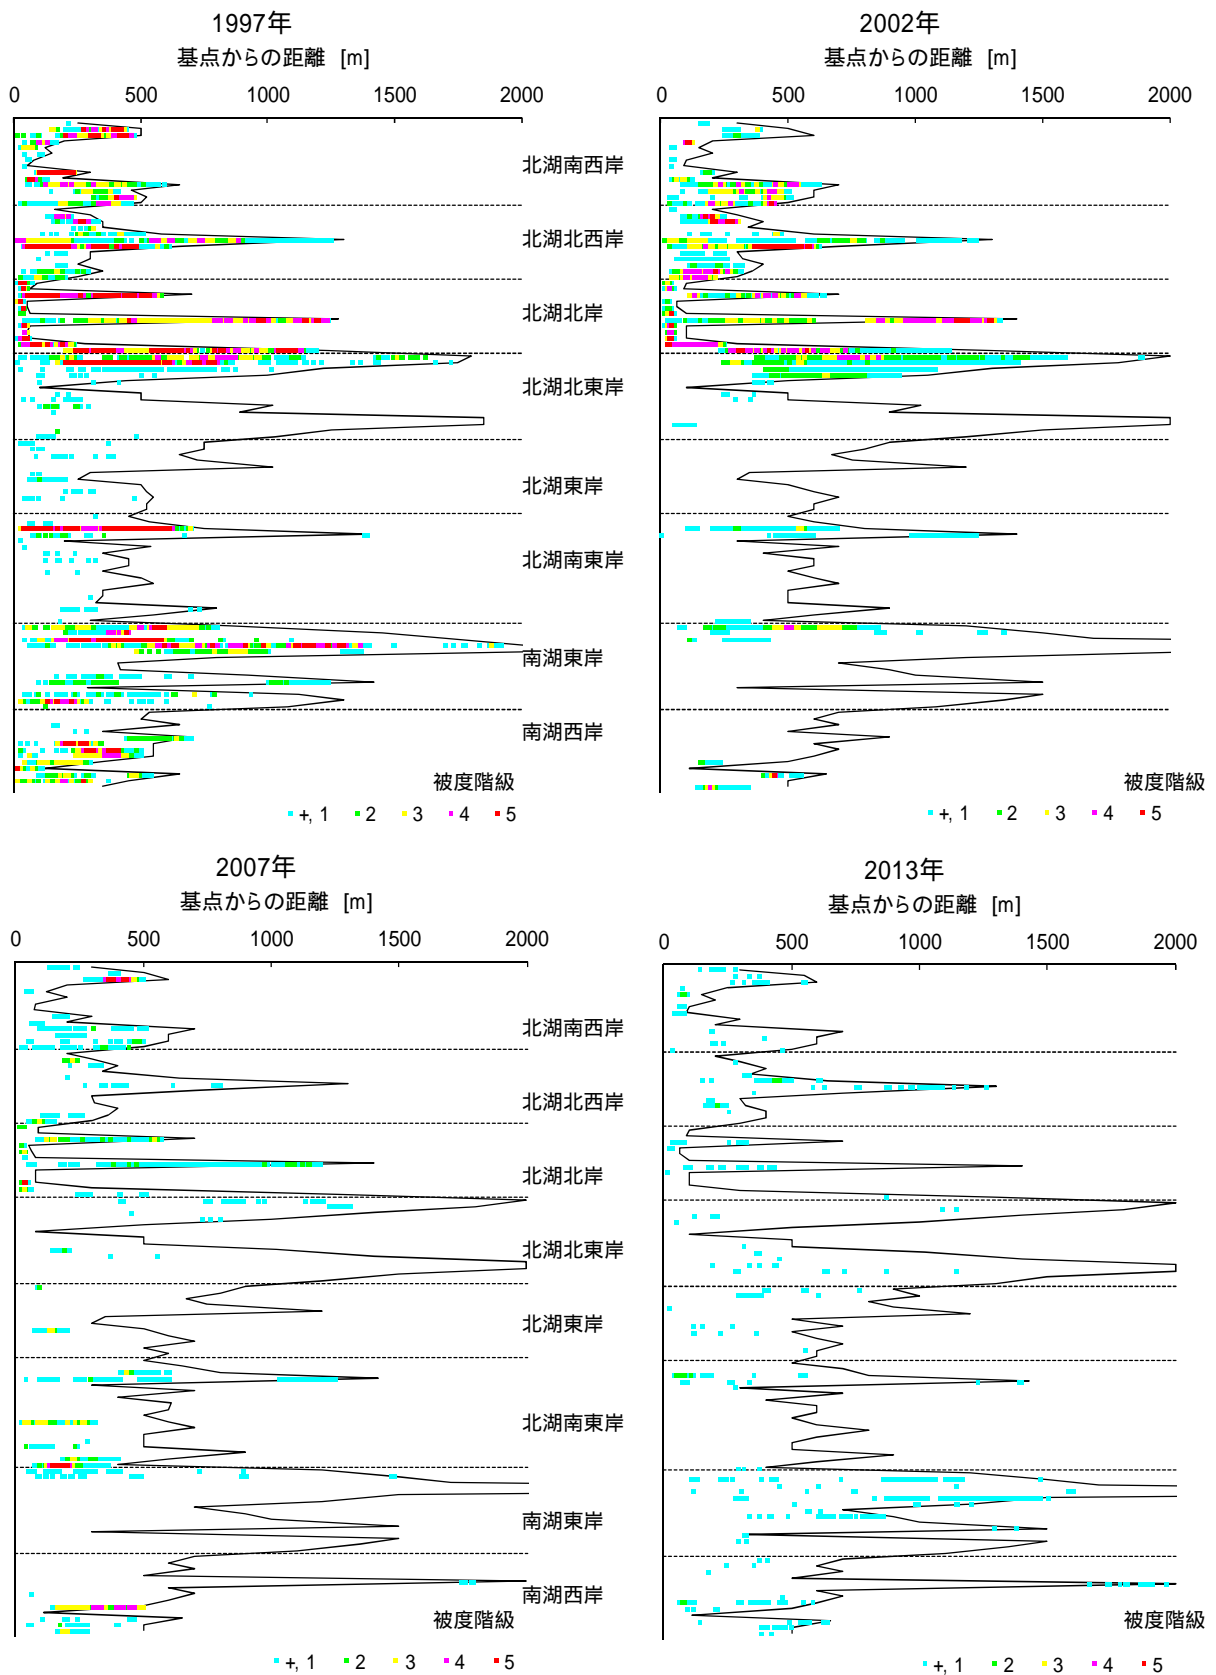 1997年
基点からの距離 [m]
0 500 1000 1500 2000
北湖南西岸
北湖北西岸
北湖北岸
北湖北東岸
北湖東岸
北湖南東岸
南湖東岸
南湖西岸
被度階級
+, 1 2 3 4 5
2002年
基点からの距離 [m]
0 500 1000 1500 2000
被度階級
+, 1 2 3 4 5
2007年
基点からの距離 [m]
0 500 1000 1500 2000
北湖南西岸
北湖北西岸
北湖北岸
北湖北東岸
北湖東岸
北湖南東岸
南湖東岸
南湖西岸
被度階級
+, 1 2 3 4 5
2013年
基点からの距離 [m]
0 500 1000 1500 2000
被度階級
+, 1 2 3 4 5